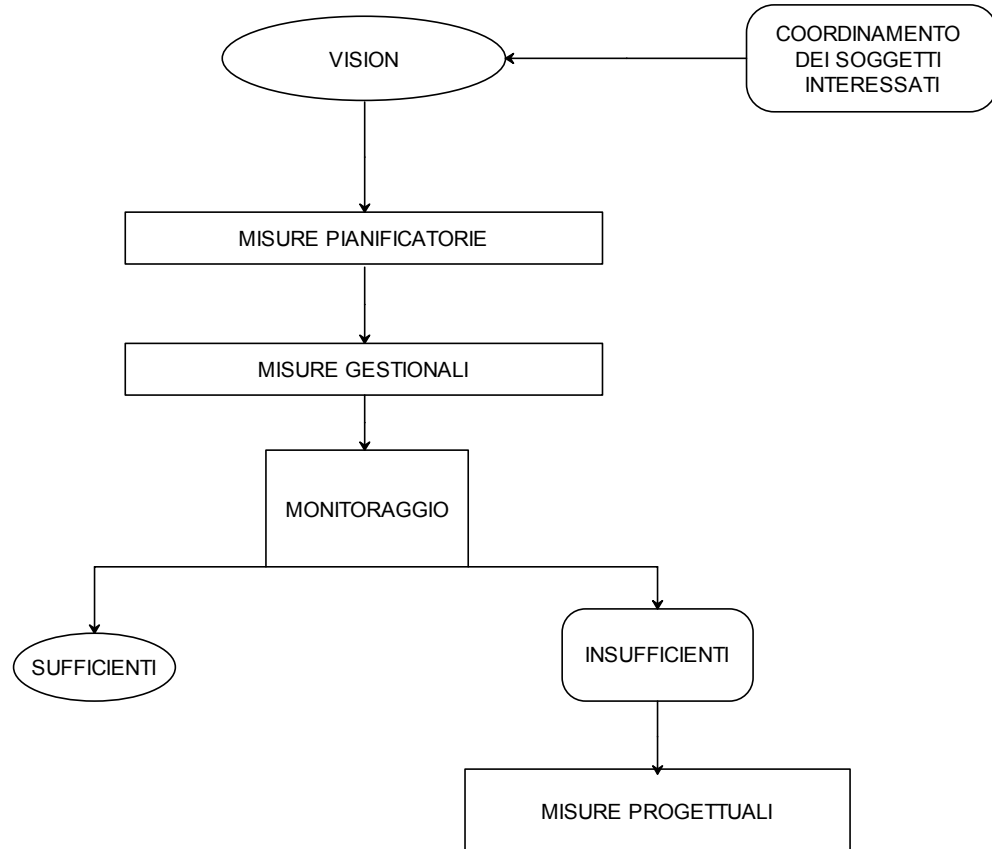 VISION
COORDINAMENTO
DEI SOGGETTI
INTERESSATI
MISURE PIANIFICATORIE
MISURE GESTIONALI
MONITORAGGIO
SUFFICIENTI
INSUFFICIENTI
MISURE PROGETTUALI